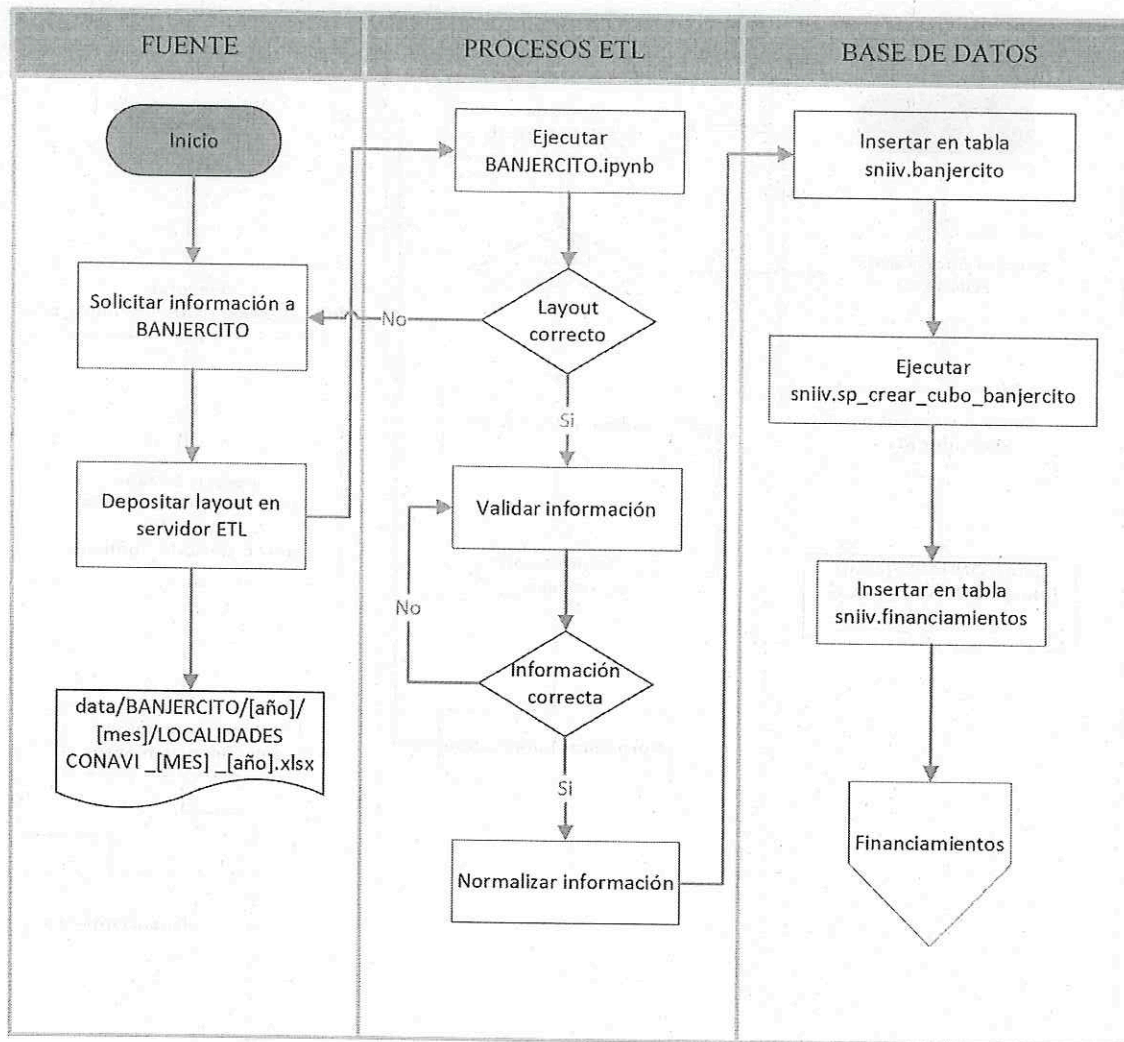 FUENTE
PROCESOS ETL
BASE DE DATOS
Inicio
Solicitar información a
BANJERCITO
Depositar layout en
servidor ETL
data/BANJERCITO/[año]/
[mes]/LOCALIDADES
CONAVI _[MES] _[año].xlsx
Ejecutar
BANJERCITO.ipynb
Layout
correcto
No
Si
Validar información
No
Información
correcta
Si
Normalizar información
Insertar en tabla
sniiv.banjercito
Ejecutar
sniiv.sp_crear_cubo_banjercito
Insertar en tabla
sniiv.financiamientos
Financiamientos